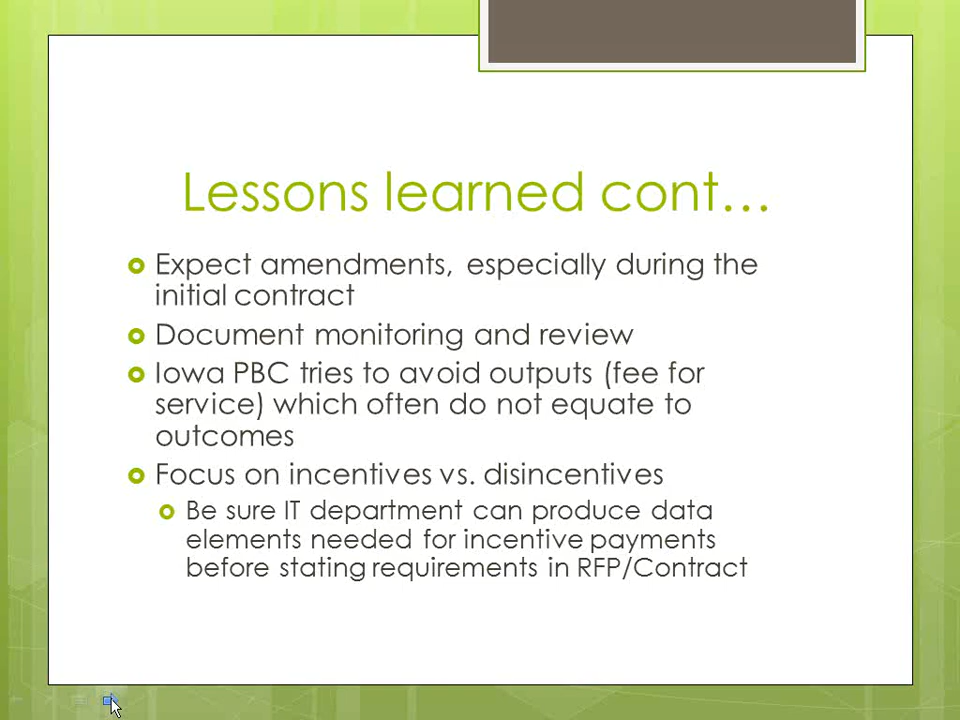 Lessons learned cont…
Expect amendments, especially during the
initial contract
Document monitoring and review
Iowa PBC tries to avoid outputs (fee for
service) which often do not equate to
outcomes
Focus on incentives vs. disincentives
Be sure IT department can produce data
elements needed for incentive payments
before stating requirements in RFP/Contract